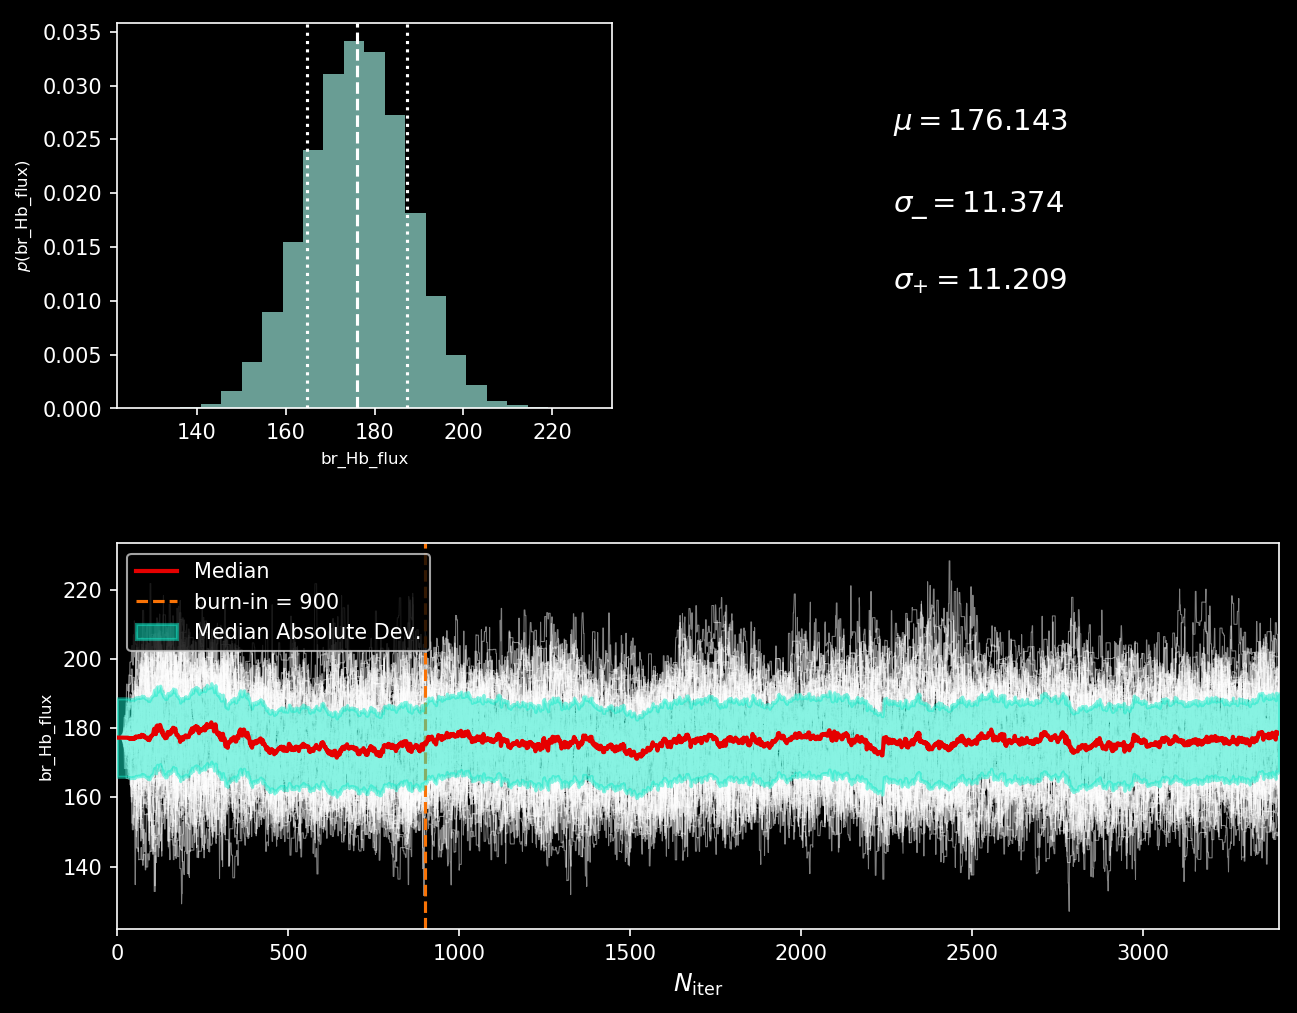 0.035
0.030
0.025
0.020
0.015
0.010
0.005
0.000
p(br_Hb_flux)
140 160 180 200 220
br_Hb_flux
μ = 176.143
σ₋ = 11.374
σ₊ = 11.209
Median
burn-in = 900
Median Absolute Dev.
220
200
180
160
140
br_Hb_flux
0 500 1000 1500 2000 2500 3000
N_iter